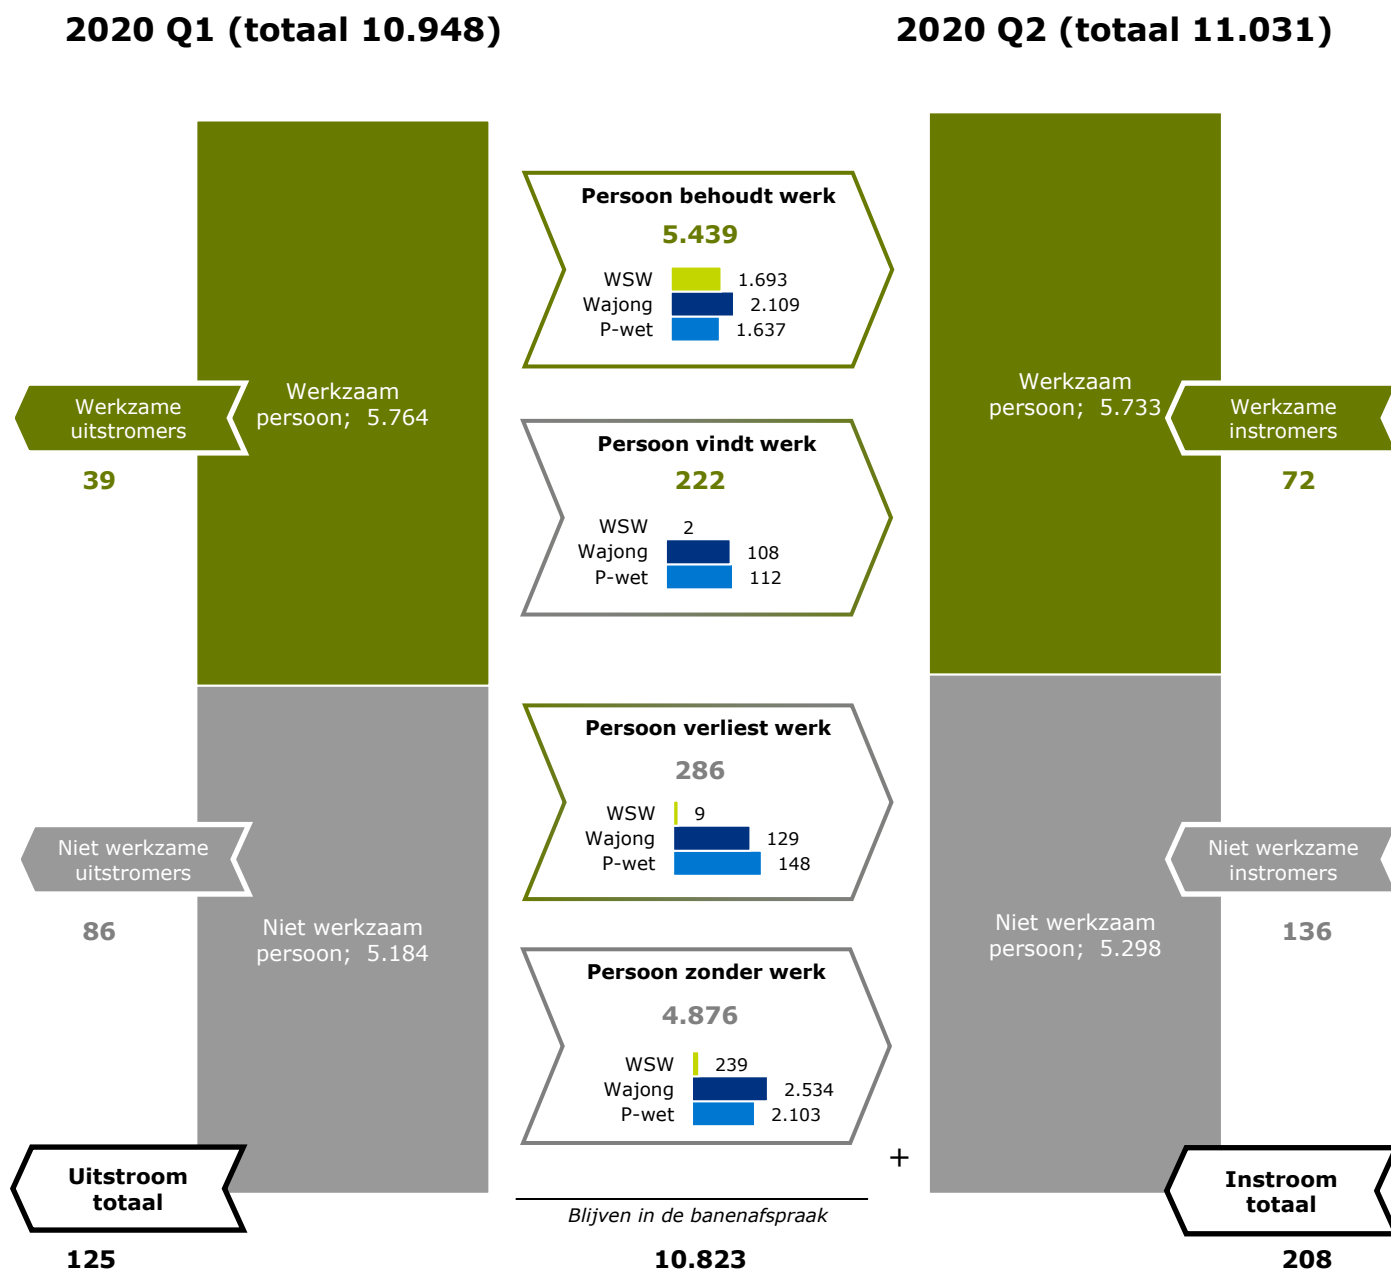 2020 Q1 (totaal 10.948)
2020 Q2 (totaal 11.031)
Persoon behoudt werk
5.439
WSW 1.693
Wajong 2.109
P-wet 1.637
Werkzaam
persoon; 5.764
Werkzaam
persoon; 5.733
Werkzame
uitstromers
39
Werkzame
instromers
72
Persoon vindt werk
222
WSW 2
Wajong 108
P-wet 112
Persoon verliest werk
286
WSW 9
Wajong 129
P-wet 148
Niet werkzame
uitstromers
86
Niet werkzame
instromers
136
Niet werkzaam
persoon; 5.184
Niet werkzaam
persoon; 5.298
Persoon zonder werk
4.876
WSW 239
Wajong 2.534
P-wet 2.103
+
Uitstroom
totaal
125
Blijven in de banenafspraak
10.823
Instroom
totaal
208